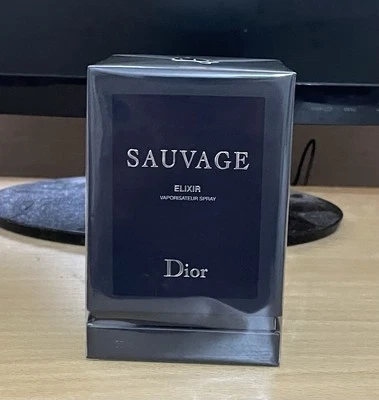 SAUVAGE
ELIXIR
VAPORISATEUR SPRAY
Dior